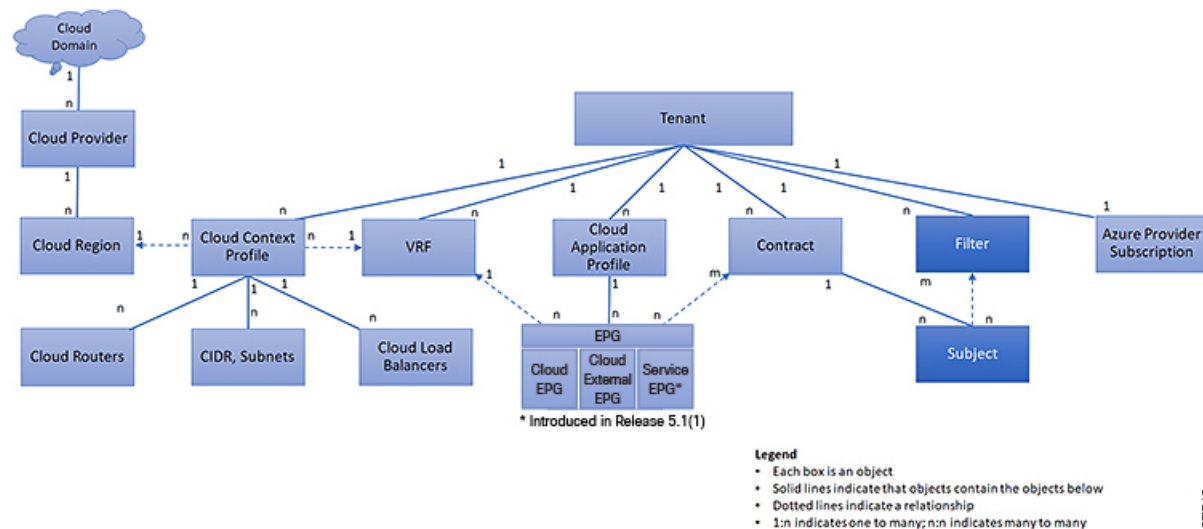 Cloud
Domain
1
n
Cloud Provider
Tenant
1
n
1
1
1
1
1
1
n
n
n
n
n
1
Cloud Region
1
n
Cloud Context
Profile
n
1
VRF
Cloud
Application
Profile
Contract
Filter
Azure Provider
Subscription
1
1
1
1
m
1
m
1
n
n
n
n
n
n
n
n
Cloud Routers
CIDR, Subnets
Cloud Load
Balancers
EPG
Cloud
EPG
Cloud
External
EPG
Service
EPG*
Subject
* Introduced in Release 5.1(1)
Legend
• Each box is an object
• Solid lines indicate that objects contain the objects below
• Dotted lines indicate a relationship
• 1:n indicates one to many; n:n indicates many to many